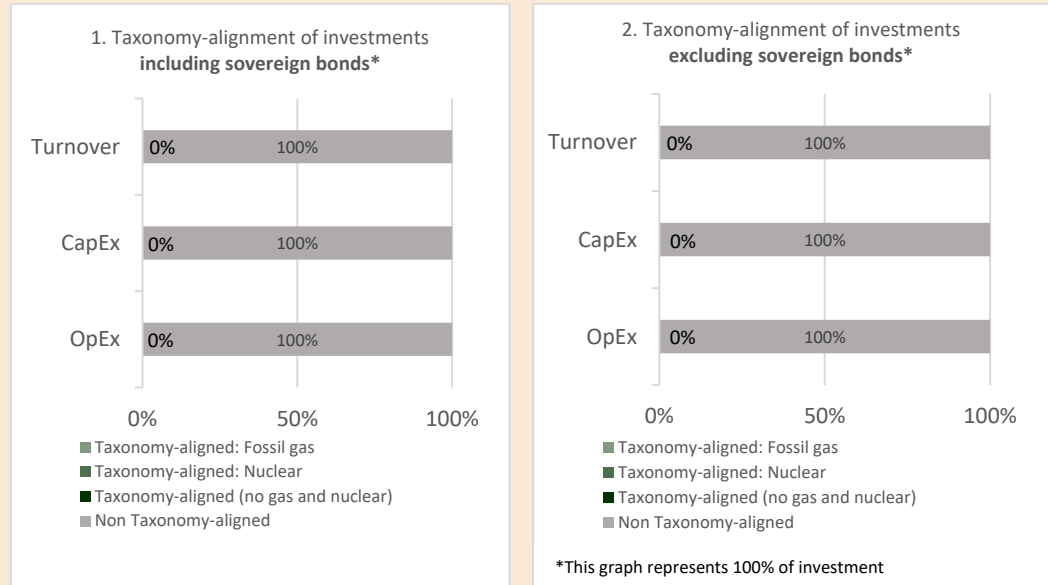 1. Taxonomy-alignment of investments
including sovereign bonds*
Turnover
0%
100%
CapEx
0%
100%
OpEx
0%
100%
0%
50%
100%
Taxonomy-aligned: Fossil gas
Taxonomy-aligned: Nuclear
Taxonomy-aligned (no gas and nuclear)
Non Taxonomy-aligned
2. Taxonomy-alignment of investments
excluding sovereign bonds*
Turnover
0%
100%
CapEx
0%
100%
OpEx
0%
100%
0%
50%
100%
Taxonomy-aligned: Fossil gas
Taxonomy-aligned: Nuclear
Taxonomy-aligned (no gas and nuclear)
Non Taxonomy-aligned
*This graph represents 100% of investment